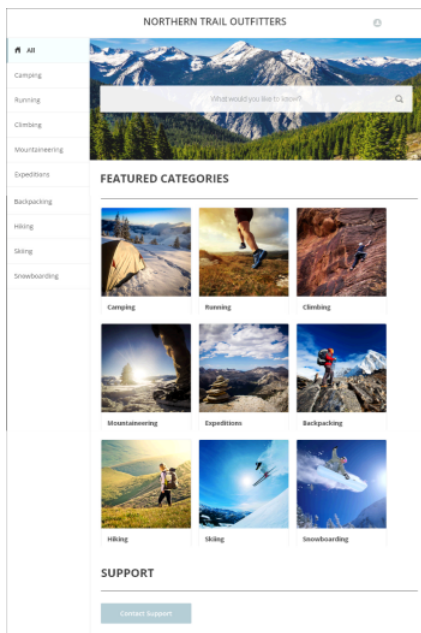 NORTHERN TRAIL OUTFITTERS
All
Camping
Running
Climbing
Mountaineering
Expeditions
Backpacking
Hiking
Skiing
Snowboarding
What would you like to know?
FEATURED CATEGORIES
Camping
Running
Climbing
Mountaineering
Expeditions
Backpacking
Hiking
Skiing
Snowboarding
SUPPORT
Contact Support